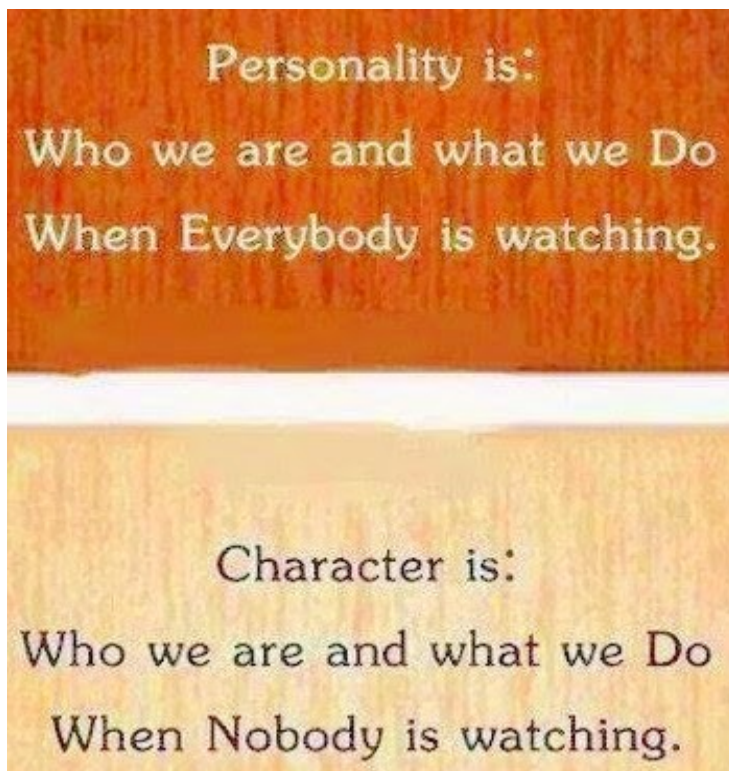 Personality is:
Who we are and what we Do
When Everybody is watching.
Character is:
Who we are and what we Do
When Nobody is watching.